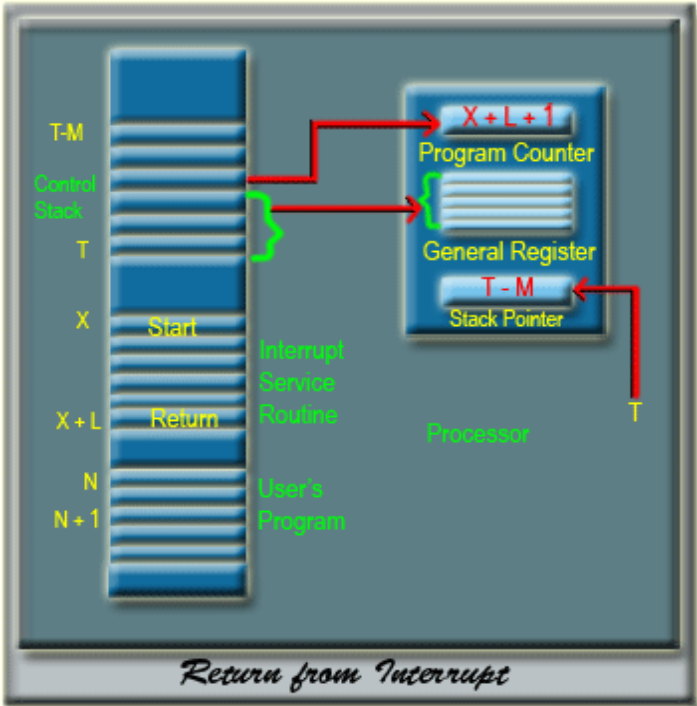 T-M
Control
Stack
T
X
Start
X + L
Return
N
N + 1
Interrupt
Service
Routine
User's
Program
X + L + 1
Program Counter
General Register
T - M
Stack Pointer
T
Processor
Return from Interrupt